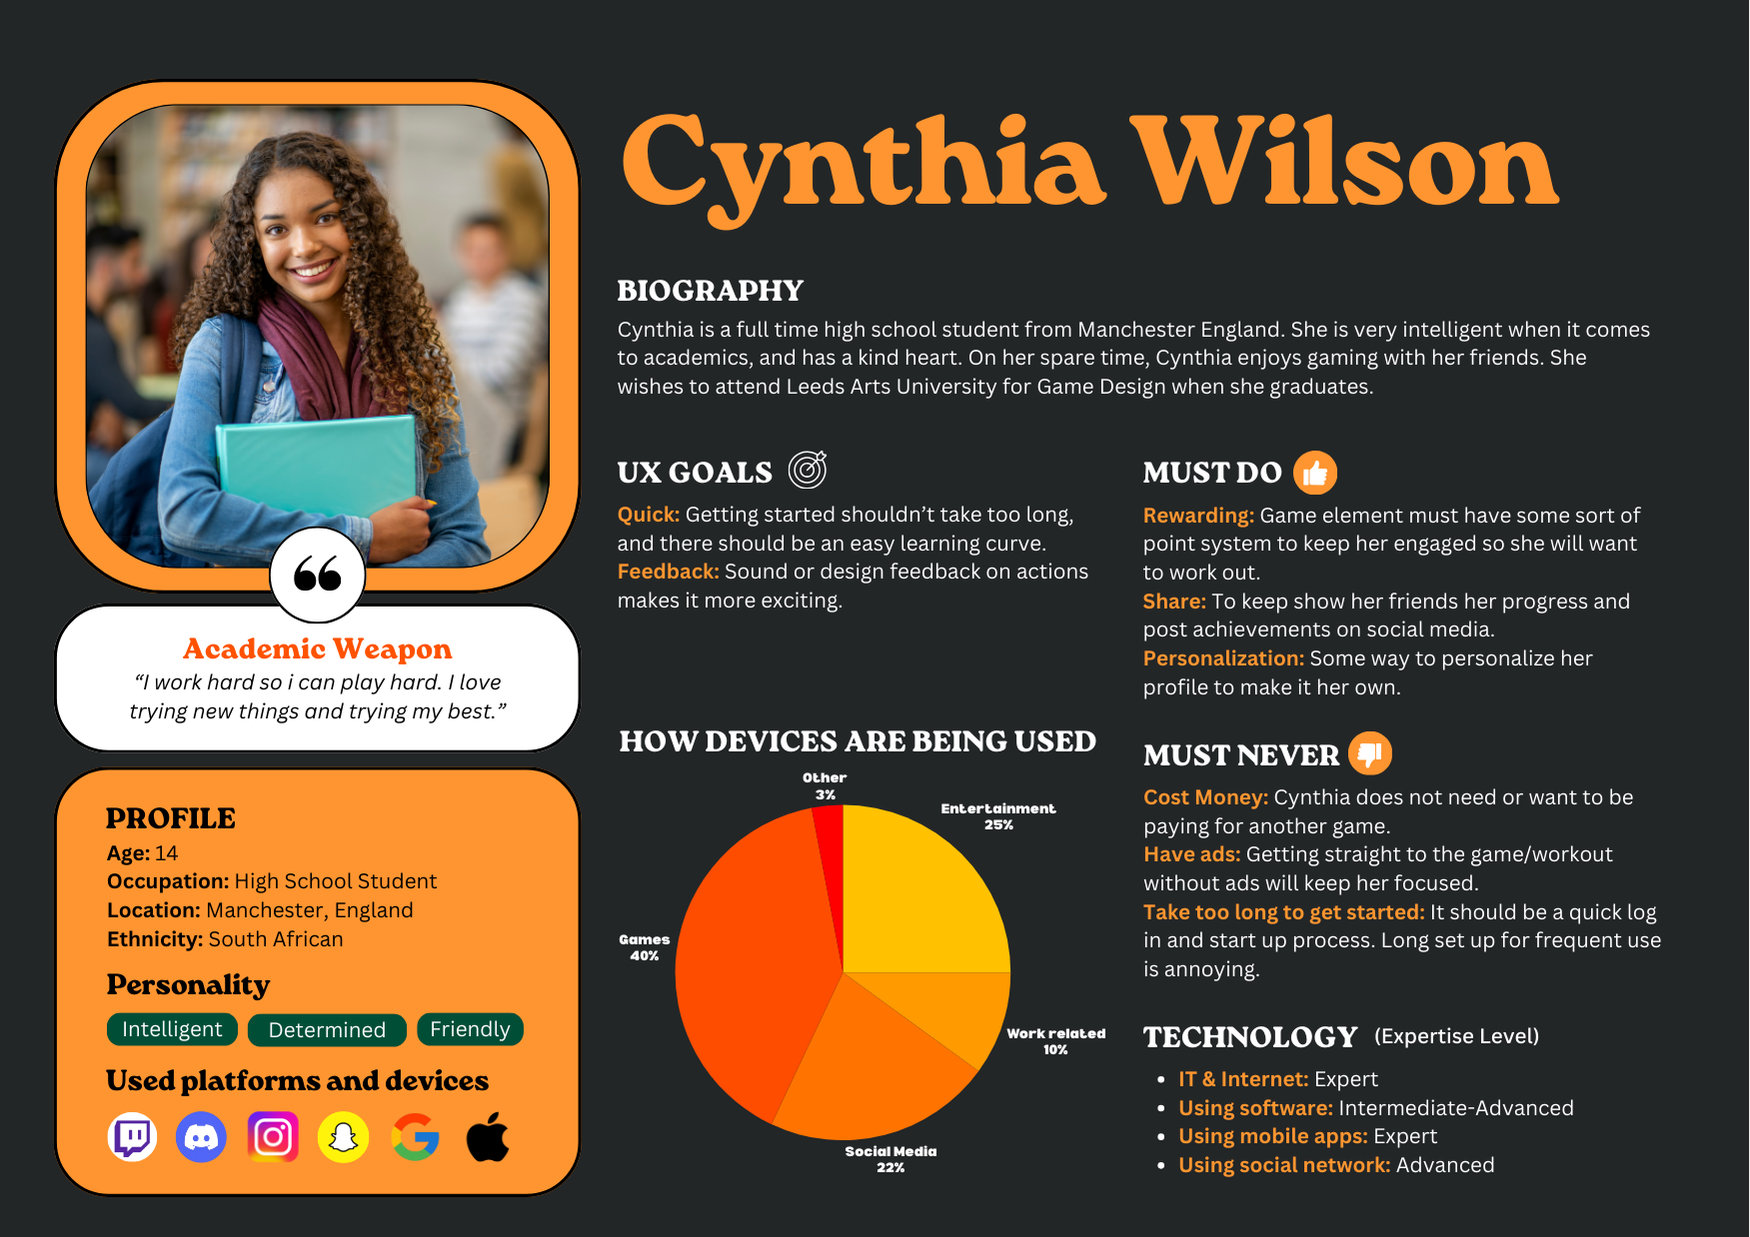 Cynthia Wilson
BIOGRAPHY
Cynthia is a full time high school student from Manchester England. She is very intelligent when it comes
to academics, and has a kind heart. On her spare time, Cynthia enjoys gaming with her friends. She
wishes to attend Leeds Arts University for Game Design when she graduates.
“
Academic Weapon
“I work hard so i can play hard. I love
trying new things and trying my best.”
PROFILE
Age: 14
Occupation: High School Student
Location: Manchester, England
Ethnicity: South African
Personality
Intelligent
Determined
Friendly
Used platforms and devices
UX GOALS
Quick: Getting started shouldn’t take too long,
and there should be an easy learning curve.
Feedback: Sound or design feedback on actions
makes it more exciting.
HOW DEVICES ARE BEING USED
Other
3%
Entertainment
25%
Games
40%
Work related
10%
Social Media
22%
MUST DO
Rewarding: Game element must have some sort of
point system to keep her engaged so she will want
to work out.
Share: To keep show her friends her progress and
post achievements on social media.
Personalization: Some way to personalize her
profile to make it her own.
MUST NEVER
Cost Money: Cynthia does not need or want to be
paying for another game.
Have ads: Getting straight to the game/workout
without ads will keep her focused.
Take too long to get started: It should be a quick log
in and start up process. Long set up for frequent use
is annoying.
TECHNOLOGY (Expertise Level)
• IT & Internet: Expert
• Using software: Intermediate-Advanced
• Using mobile apps: Expert
• Using social network: Advanced